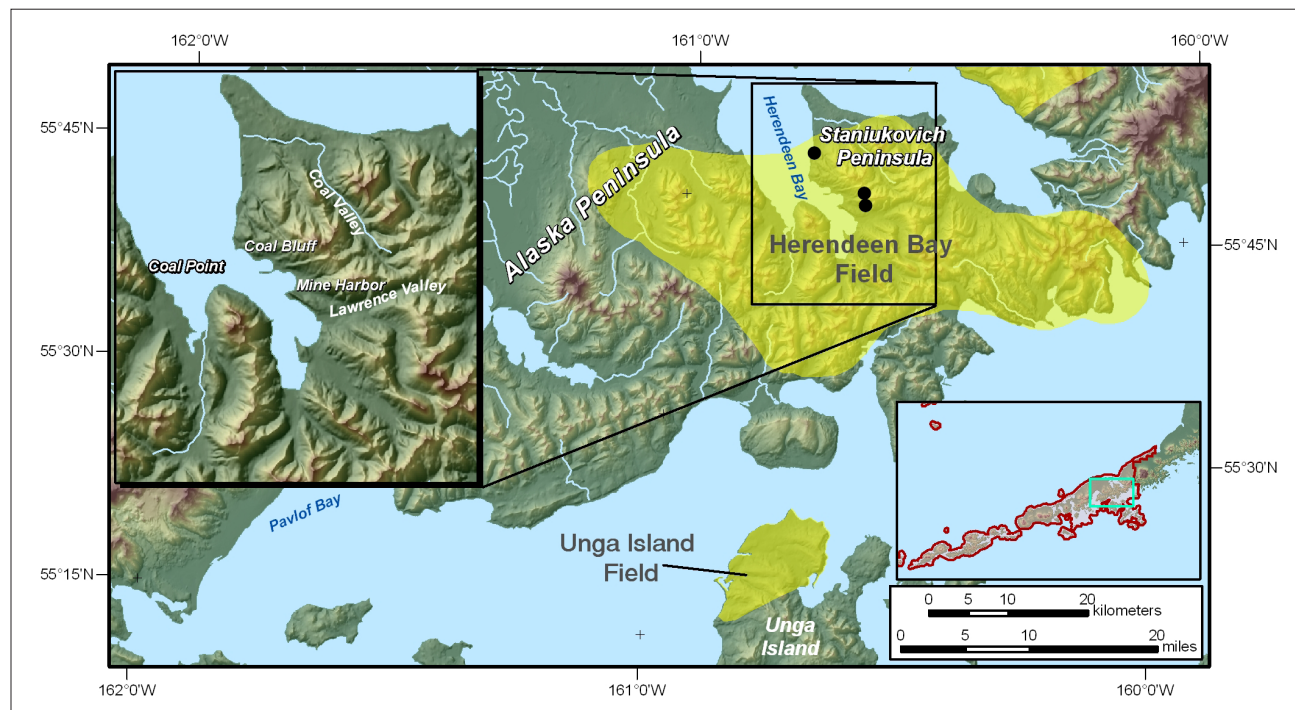 162°0'W
161°0'W
160°0'W
55°45'N
55°30'N
55°15'N
55°45'N
55°30'N
162°0'W
161°0'W
160°0'W
Coal Valley
Coal Bluff
Coal Point
Mine Harbor
Lawrence Valley
Alaska Peninsula
Herendeen Bay
Staniukovich
Peninsula
Herendeen Bay
Field
Pavlof Bay
Unga Island
Field
Unga
Island
0 5 10 20
kilometers
0 5 10 20
miles